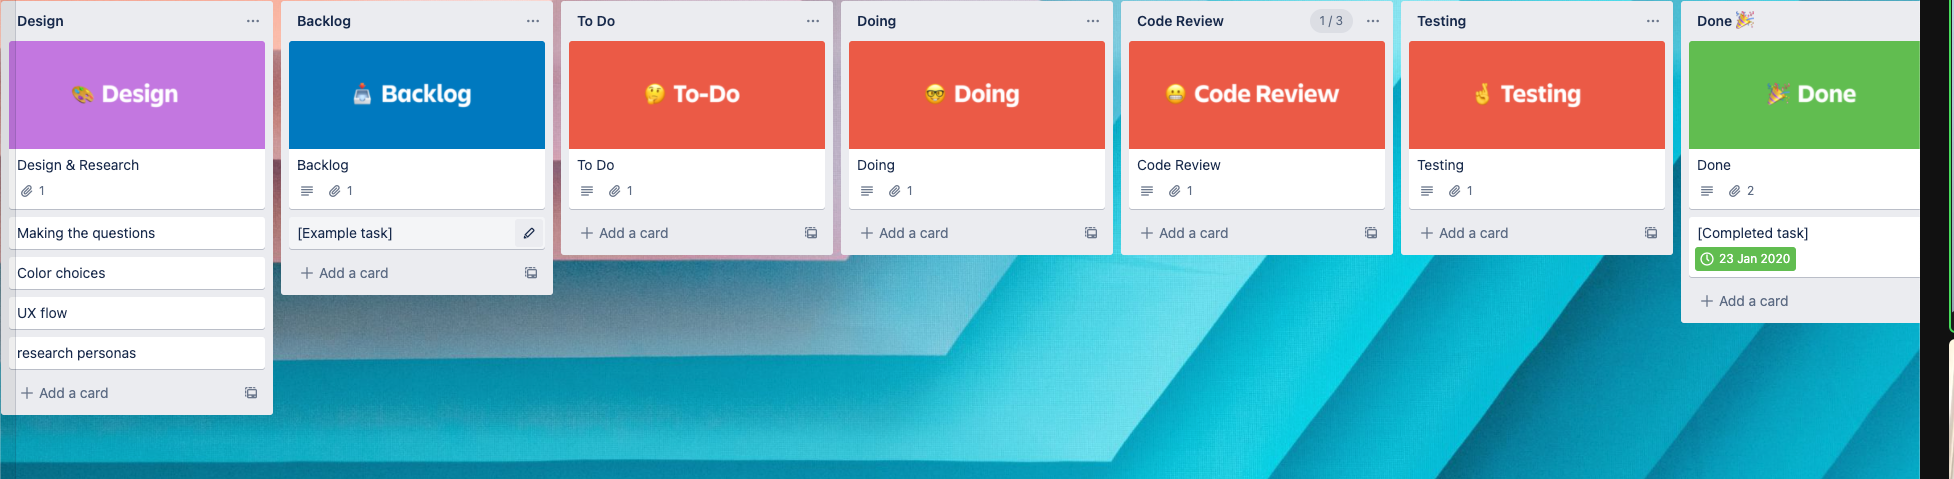 Design
🎨 Design
Design & Research
1
Making the questions
Color choices
UX flow
research personas
+ Add a card
Backlog
Backlog
Backlog
1
[Example task]
+ Add a card
To Do
🤔 To-Do
To Do
1
+ Add a card
Doing
🤓 Doing
Doing
1
+ Add a card
Code Review
1 / 3
😬 Code Review
Code Review
1
+ Add a card
Testing
🤞 Testing
Testing
1
+ Add a card
Done 🎉
🎉 Done
Done
2
[Completed task]
23 Jan 2020
+ Add a card